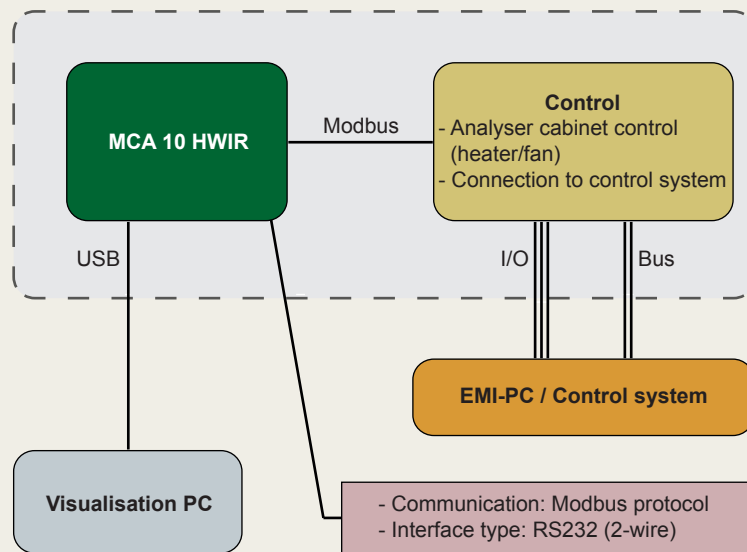 MCA 10 HWIR
Modbus
Control
- Analyser cabinet control
(heater/fan)
- Connection to control system
USB
I/O
Bus
EMI-PC / Control system
Visualisation PC
- Communication: Modbus protocol
- Interface type: RS232 (2-wire)